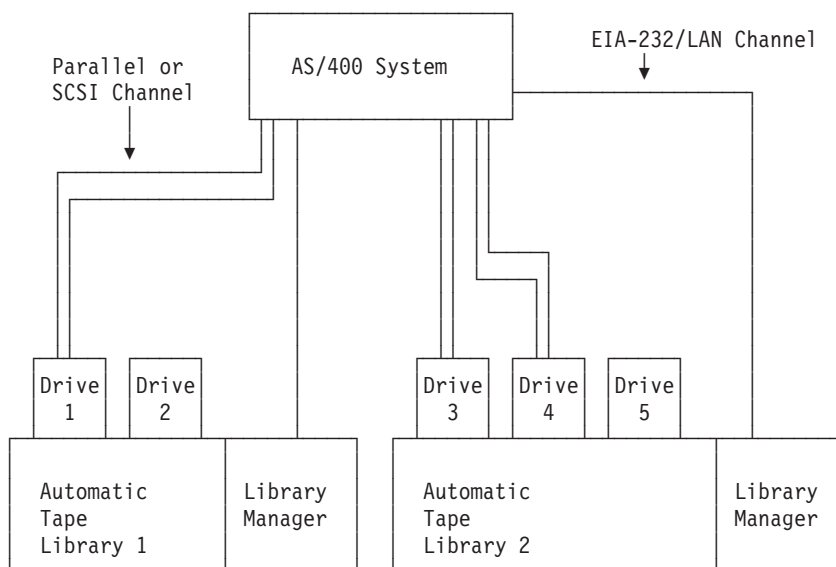 EIA-232/LAN Channel
Parallel or
SCSI Channel
AS/400 System
Drive
1
Drive
2
Drive
3
Drive
4
Drive
5
Automatic
Tape
Library 1
Library
Manager
Automatic
Tape
Library 2
Library
Manager